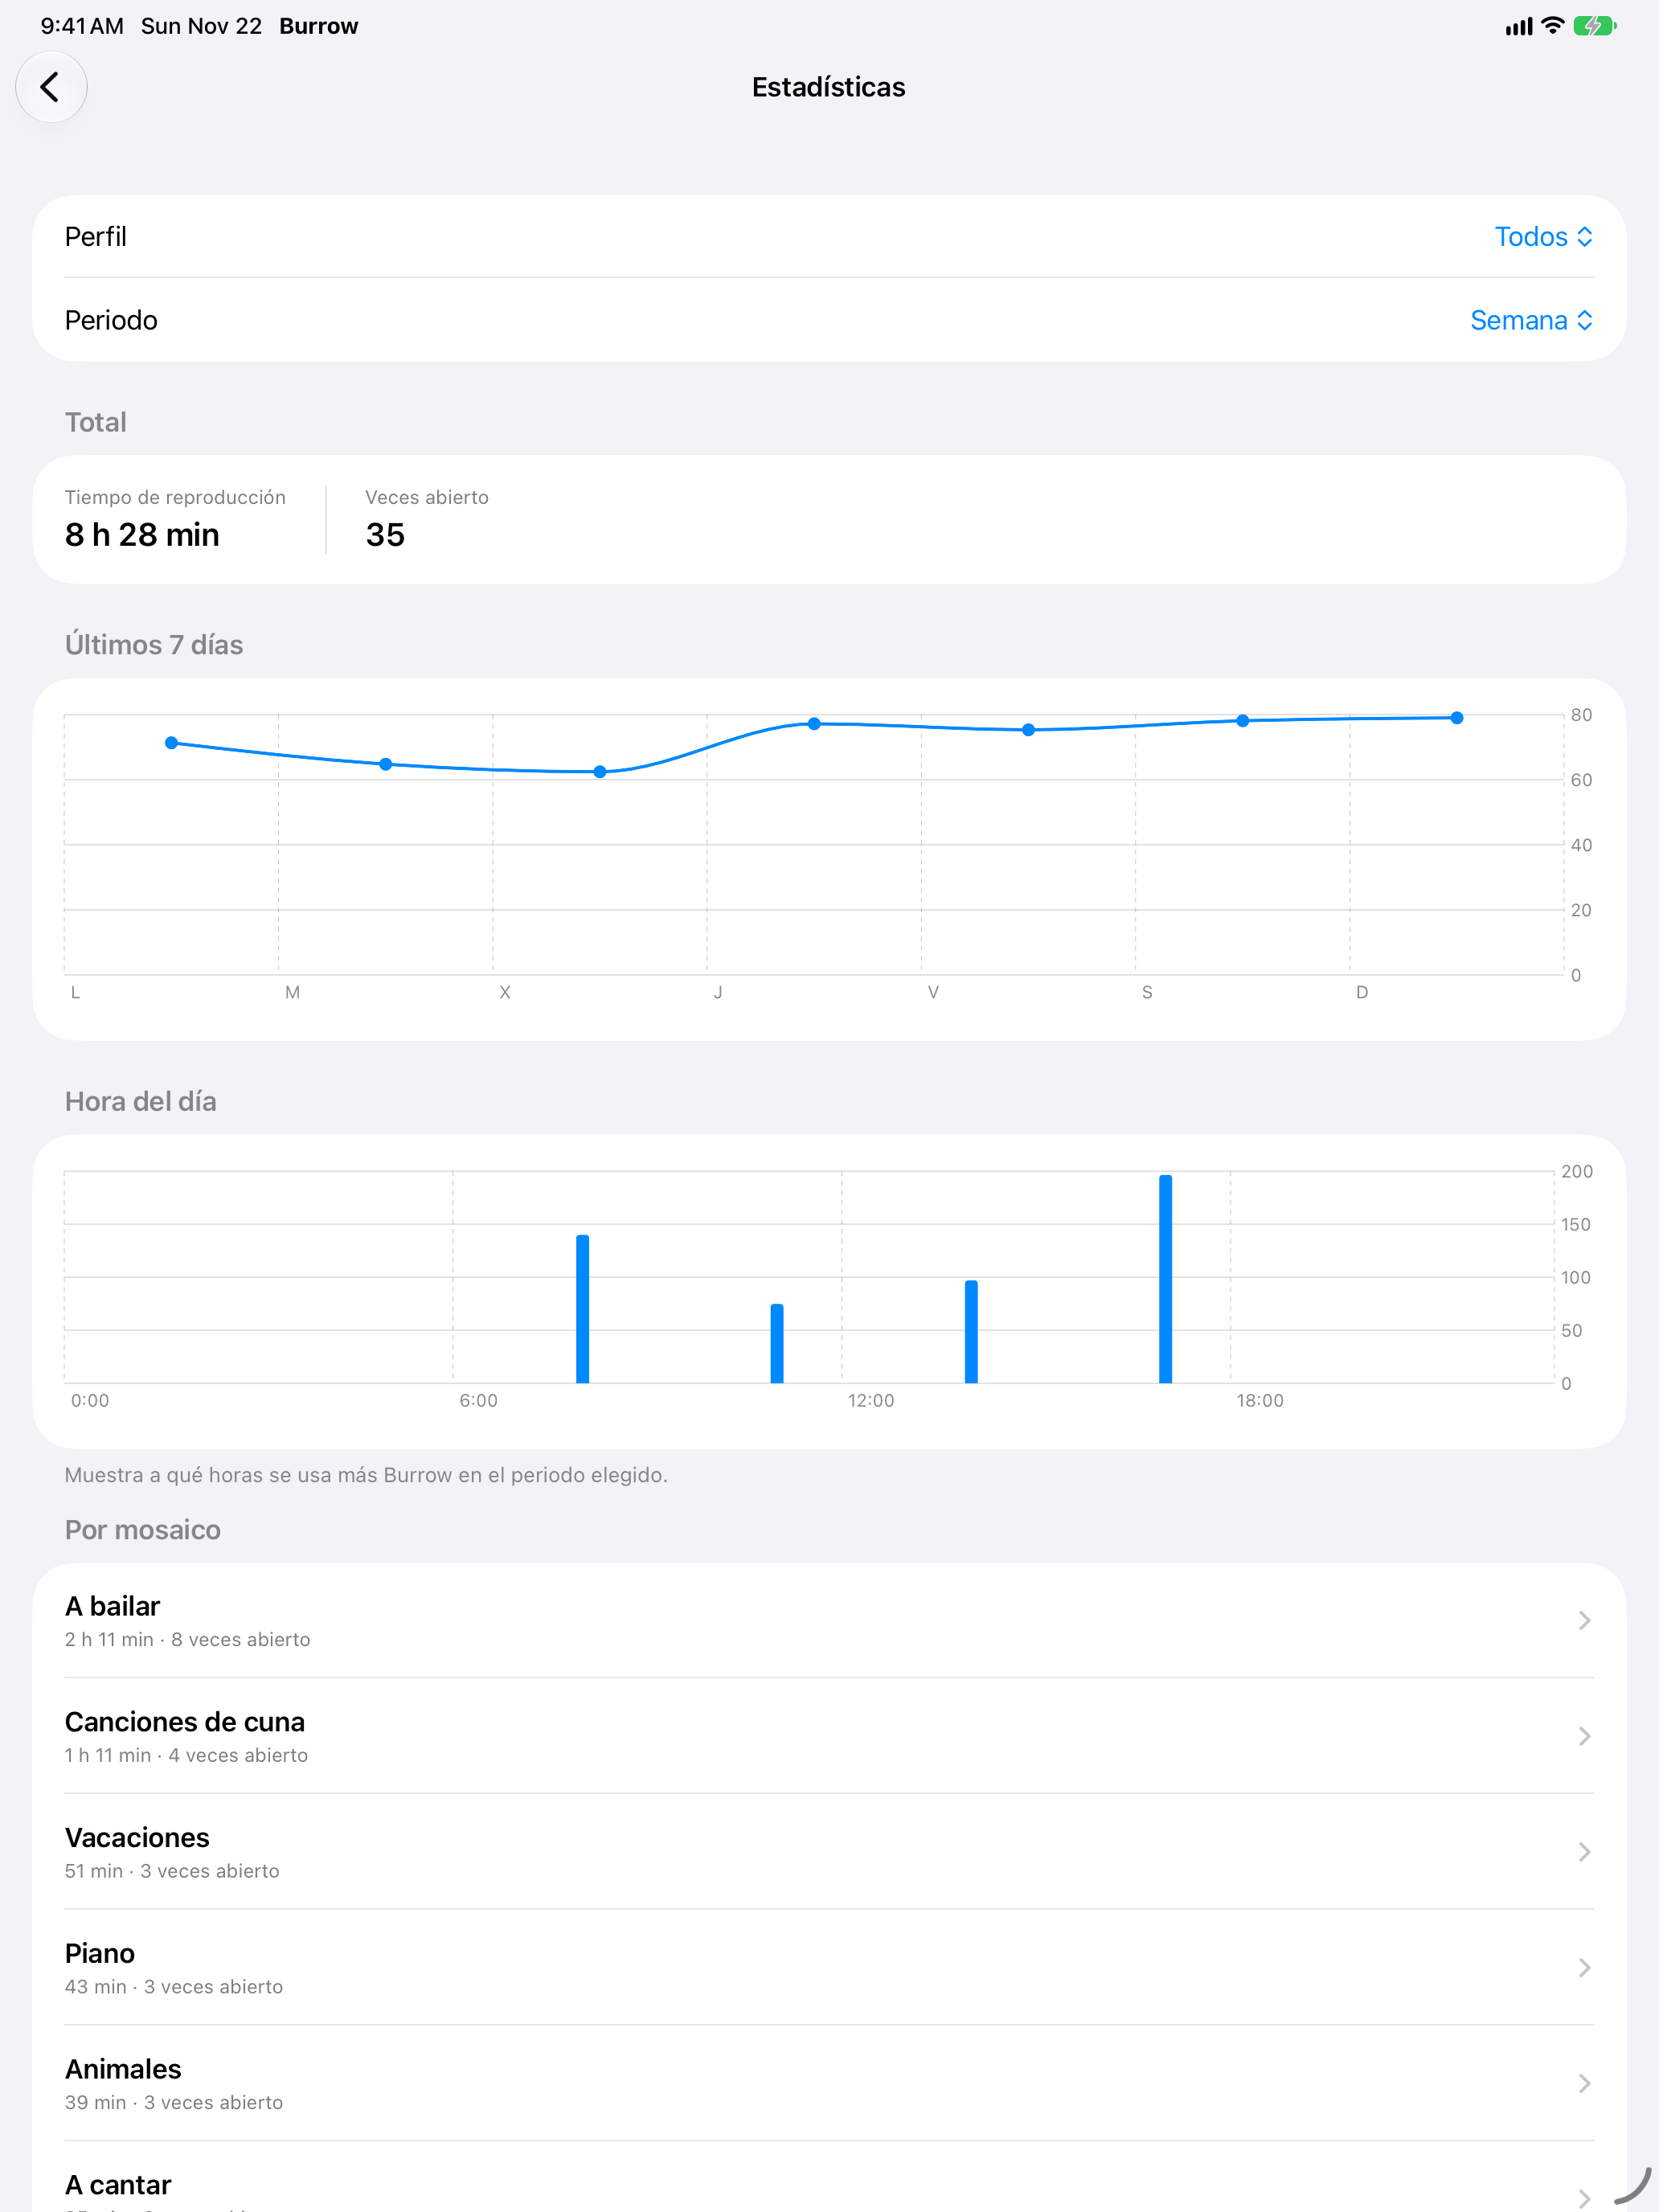 9:41 AM Sun Nov 22 Burrow
Estadísticas
Perfil Todos
Periodo Semana
Total
Tiempo de reproducción Veces abierto
8 h 28 min 35
Últimos 7 días
80
60
40
20
0
L M X J V S D
Hora del día
200
150
100
50
0
0:00 6:00 12:00 18:00
Muestra a qué horas se usa más Burrow en el periodo elegido.
Por mosaico
A bailar
2 h 11 min · 8 veces abierto
Canciones de cuna
1 h 11 min · 4 veces abierto
Vacaciones
51 min · 3 veces abierto
Piano
43 min · 3 veces abierto
Animales
39 min · 3 veces abierto
A cantar